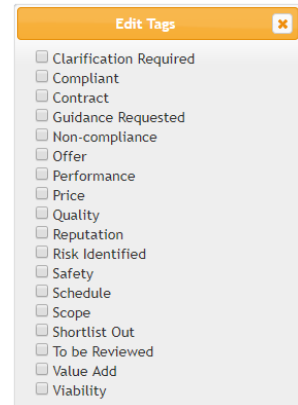 Edit Tags
Clarification Required
Compliant
Contract
Guidance Requested
Non-compliance
Offer
Performance
Price
Quality
Reputation
Risk Identified
Safety
Schedule
Scope
Shortlist Out
To be Reviewed
Value Add
Viability